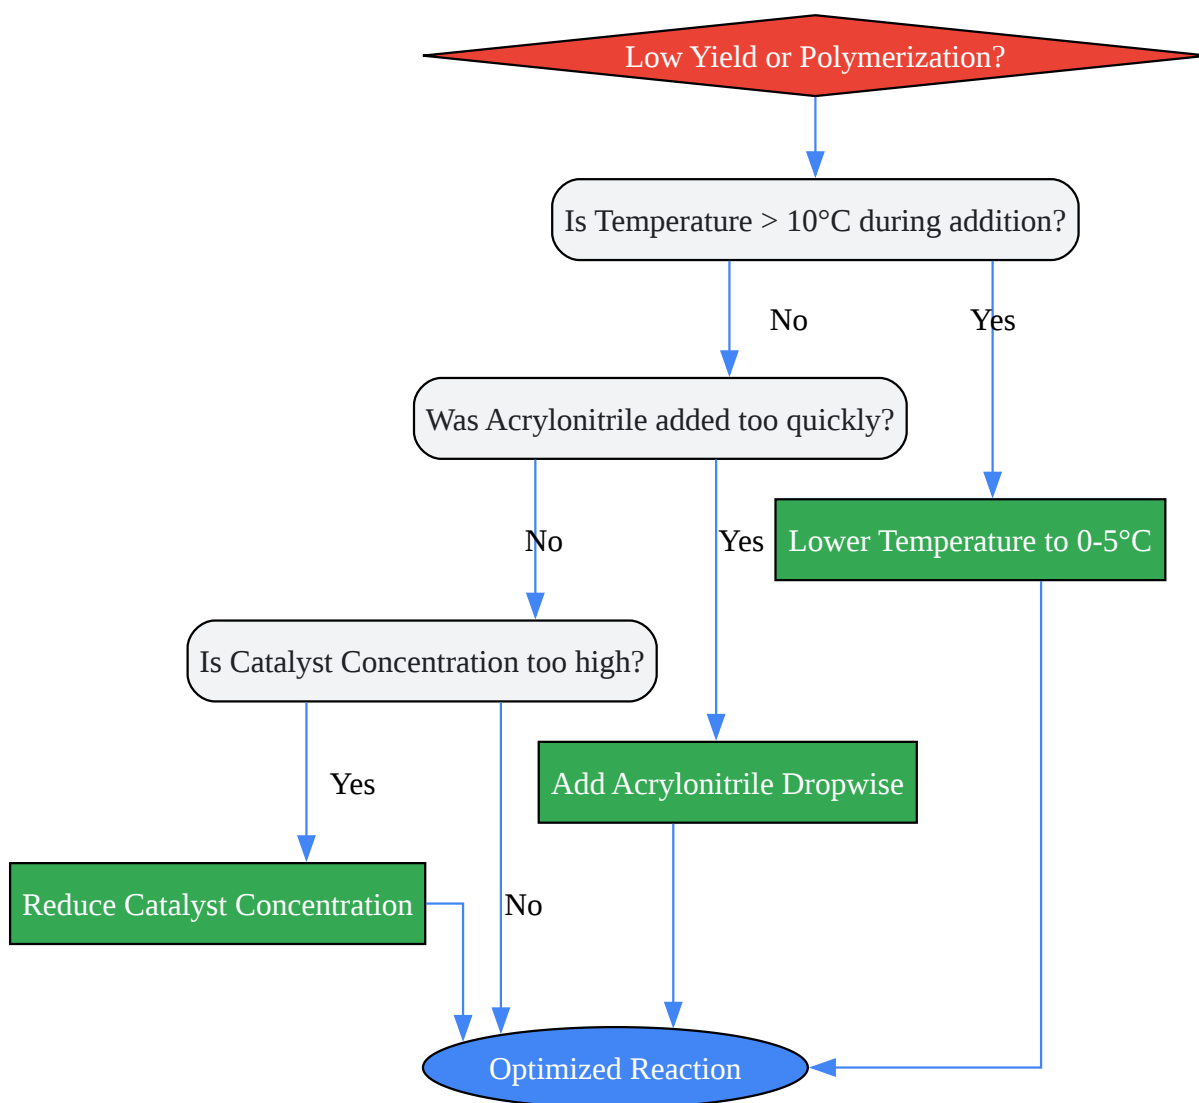 Low Yield or Polymerization?
Is Temperature > 10°C during addition?
No
Yes
Was Acrylonitrile added too quickly?
No
Yes
Lower Temperature to 0-5°C
Is Catalyst Concentration too high?
Yes
Add Acrylonitrile Dropwise
Reduce Catalyst Concentration
No
Optimized Reaction